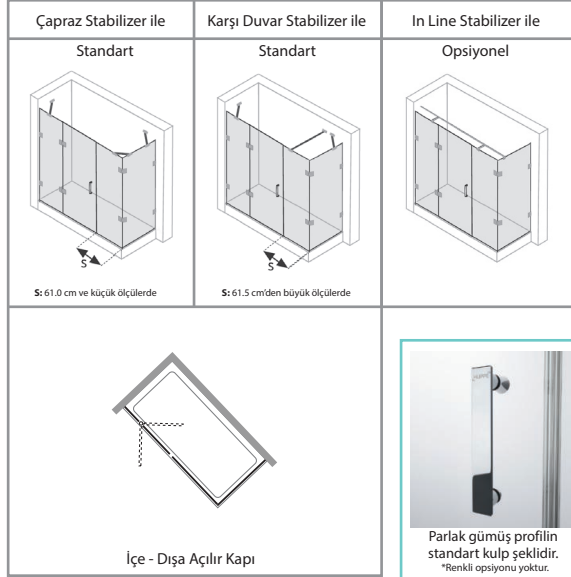 Çapraz Stabilizer ile
Karşı Duvar Stabilizer ile
In Line Stabilizer ile
Standart
Standart
Opsiyonel
S
S
S: 61.0 cm ve küçük ölçülerde
S: 61.5 cm'den büyük ölçülerde
İçe - Dışa Açılır Kapı
Parlak gümüş profilin
standart kulp şeklidir.
*Renkli opsiyonu yoktur.